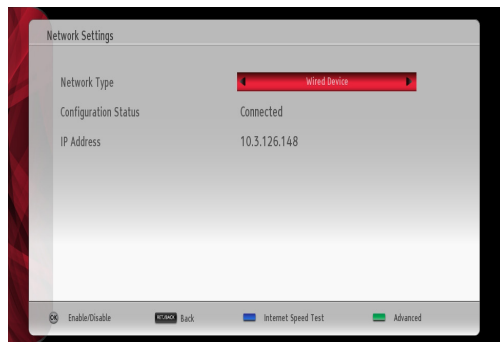 Network Settings
Network Type Wired Device
Configuration Status Connected
IP Address 10.3.126.148
OK Enable/Disable RET./BACK Back Internet Speed Test Advanced